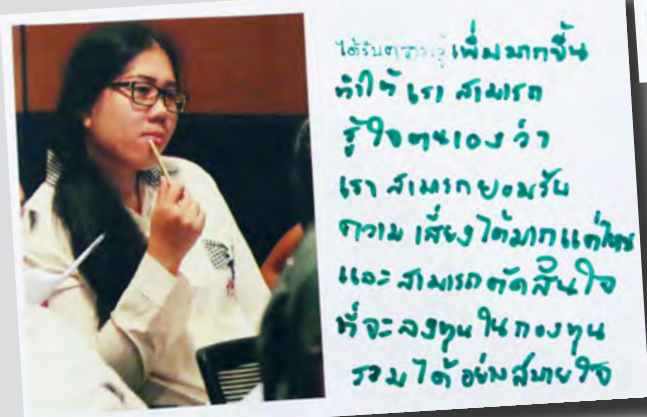 ได้รับความรู้เพิ่มมากขึ้น
ทำให้ เรา สามารถ
รู้ใจตนเองว่า
เรา สามารถยอมรับ
ความ เสี่ยง ได้มากแค่ไหน
และ สามารถตัดสินใจ
ที่จะลงทุนในกองทุน
รวมได้อย่างสบายใจ